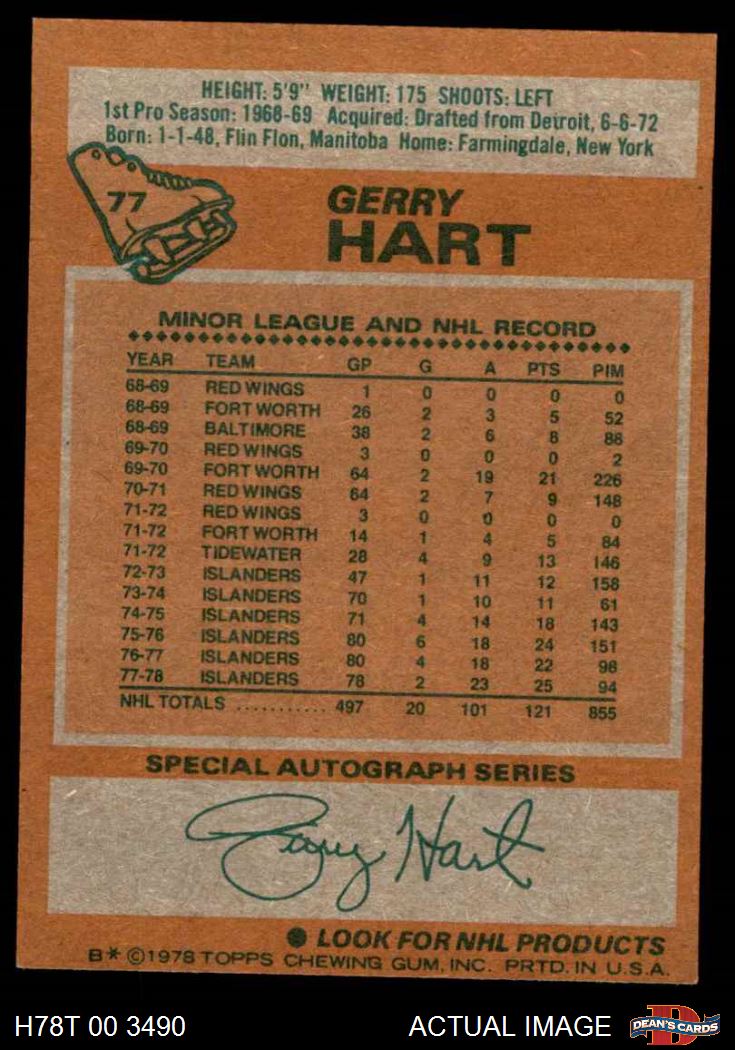 HEIGHT: 5'9" WEIGHT: 175 SHOOTS: LEFT
1st Pro Season: 1968-69 Acquired: Drafted from Detroit, 6-6-72
Born: 1-1-48, Flin Flon, Manitoba Home: Farmingdale, New York
77
GERRY
HART
MINOR LEAGUE AND NHL RECORD
YEAR TEAM GP G A PTS PIM
68-69 RED WINGS 1 0 0 0 0
68-69 FORT WORTH 26 2 3 5 52
68-69 BALTIMORE 38 2 6 8 88
69-70 RED WINGS 3 0 0 0 2
69-70 FORT WORTH 64 2 19 21 226
70-71 RED WINGS 64 2 7 9 148
71-72 RED WINGS 3 0 0 0 0
71-72 FORT WORTH 14 1 4 5 84
71-72 TIDEWATER 28 4 9 13 146
72-73 ISLANDERS 47 1 11 12 158
73-74 ISLANDERS 70 1 10 11 61
74-75 ISLANDERS 71 4 14 18 143
75-76 ISLANDERS 80 6 18 24 151
76-77 ISLANDERS 80 4 18 22 98
77-78 ISLANDERS 78 2 23 25 94
NHL TOTALS ........... 497 20 101 121 855
SPECIAL AUTOGRAPH SERIES
Gerry Hart
● LOOK FOR NHL PRODUCTS
B* ©1978 TOPPS CHEWING GUM, INC. PRTD. IN U.S.A.
H78T 00 3490 ACTUAL IMAGE D DEAN'S CARDS